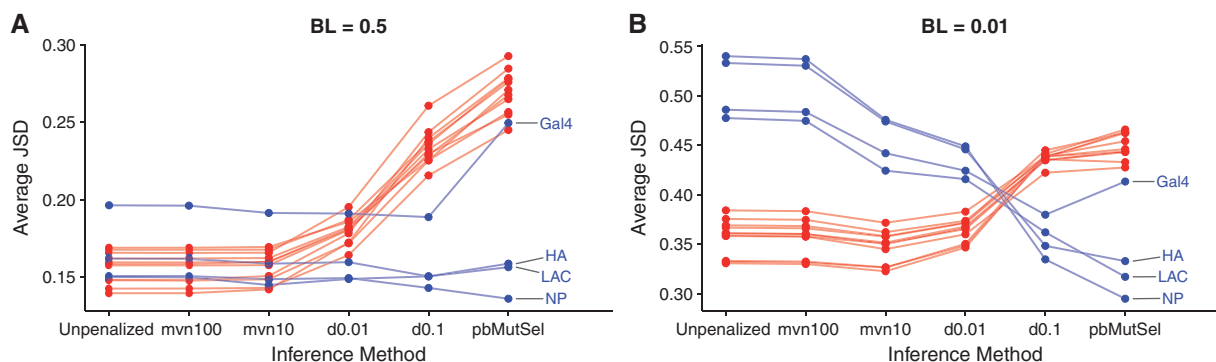 A
BL = 0.5
Average JSD
0.30
0.25
0.20
0.15
Gal4
HA
LAC
NP
Unpenalized mvn100 mvn10 d0.01 d0.1 pbMutSel
Inference Method
B
BL = 0.01
Average JSD
0.55
0.50
0.45
0.40
0.35
0.30
Gal4
HA
LAC
NP
Unpenalized mvn100 mvn10 d0.01 d0.1 pbMutSel
Inference Method